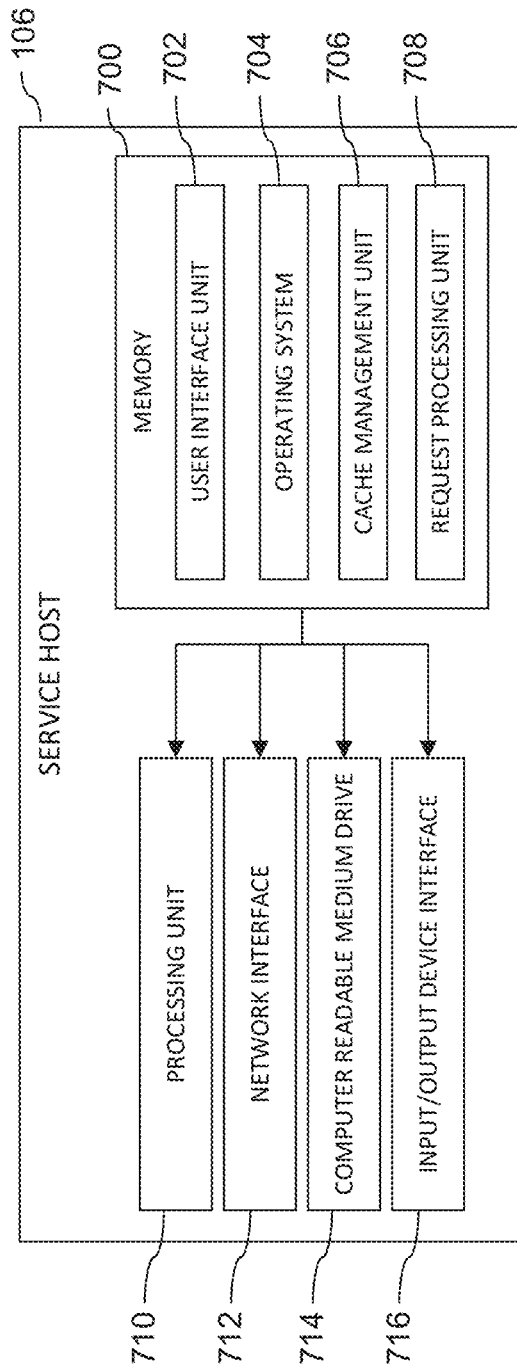 SERVICE HOST
106
PROCESSING UNIT
710
NETWORK INTERFACE
712
COMPUTER READABLE MEDIUM DRIVE
714
INPUT/OUTPUT DEVICE INTERFACE
716
MEMORY
700
USER INTERFACE UNIT
702
OPERATING SYSTEM
704
CACHE MANAGEMENT UNIT
706
REQUEST PROCESSING UNIT
708